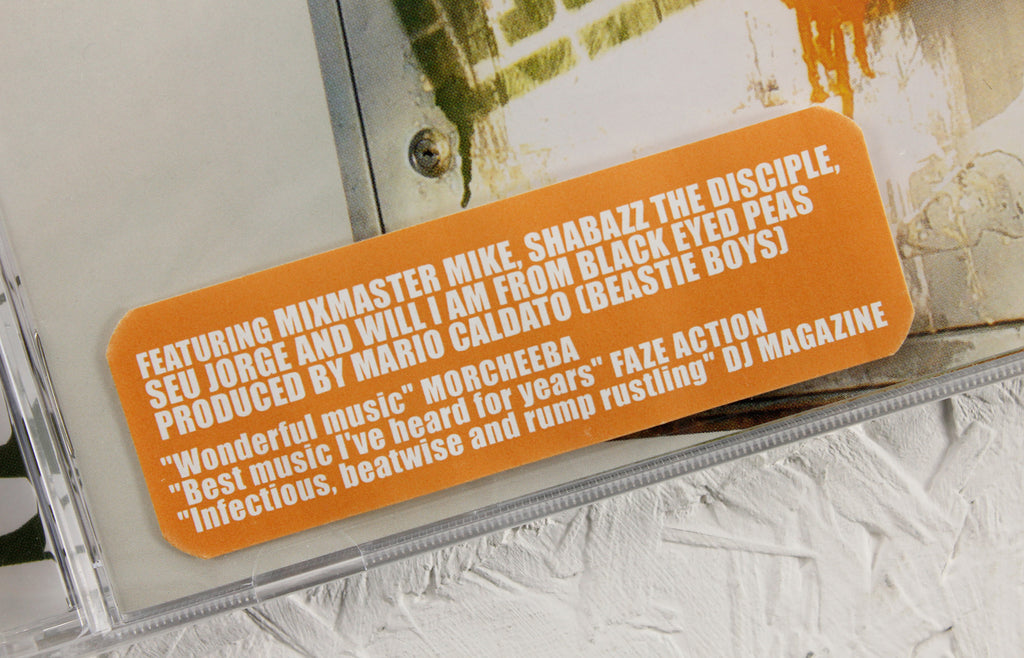 FEATURING MIXMASTER MIKE, SHABAZZ THE DISCIPLE,
SEU JORGE AND WILL I AM FROM BLACK EYED PEAS
PRODUCED BY MARIO CALDATO (BEASTIE BOYS)
"Wonderful music" MORCHEEBA
"Best music I've heard for years" FAZE ACTION
"Infectious, beatwise and rump rustling" DJ MAGAZINE